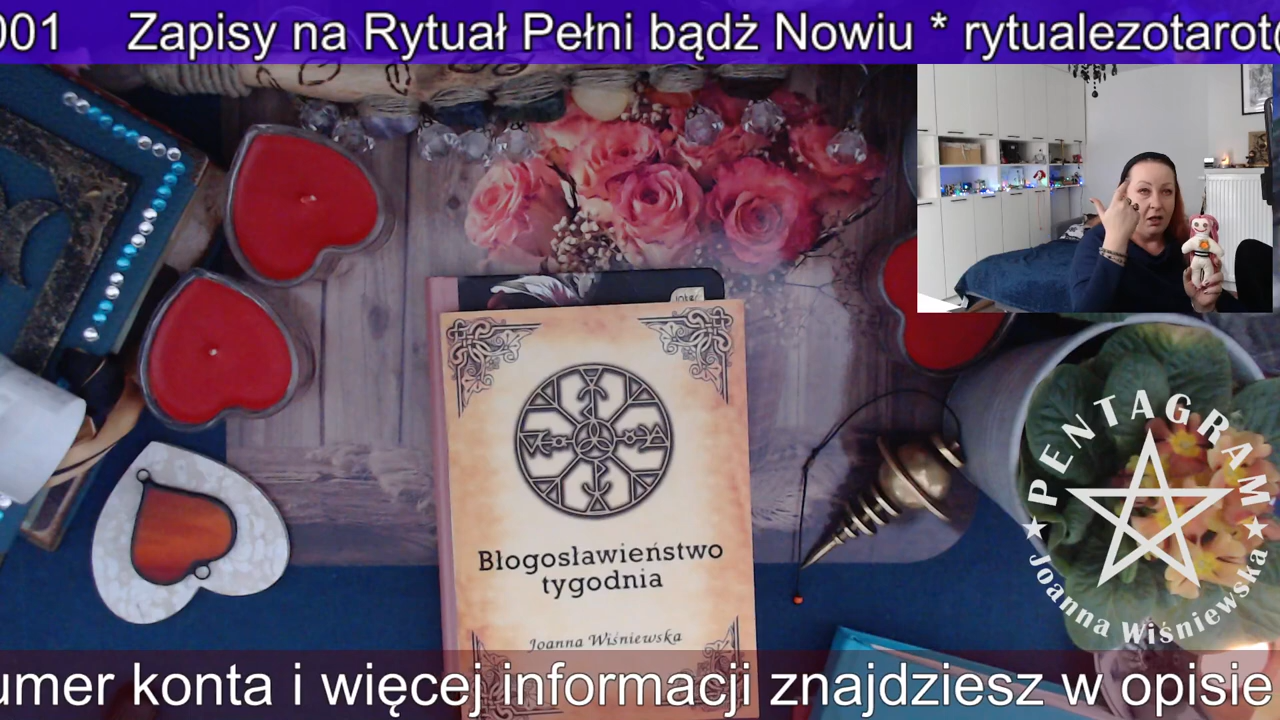 001 Zapisy na Rytuał Pełni bądź Nowiu * rytualezotarot@
Błogosławieństwo
tygodnia
Joanna Wiśniewska
PENTAGRAM
Joanna Wiśniewska
umer konta i więcej informacji znajdziesz w opisie